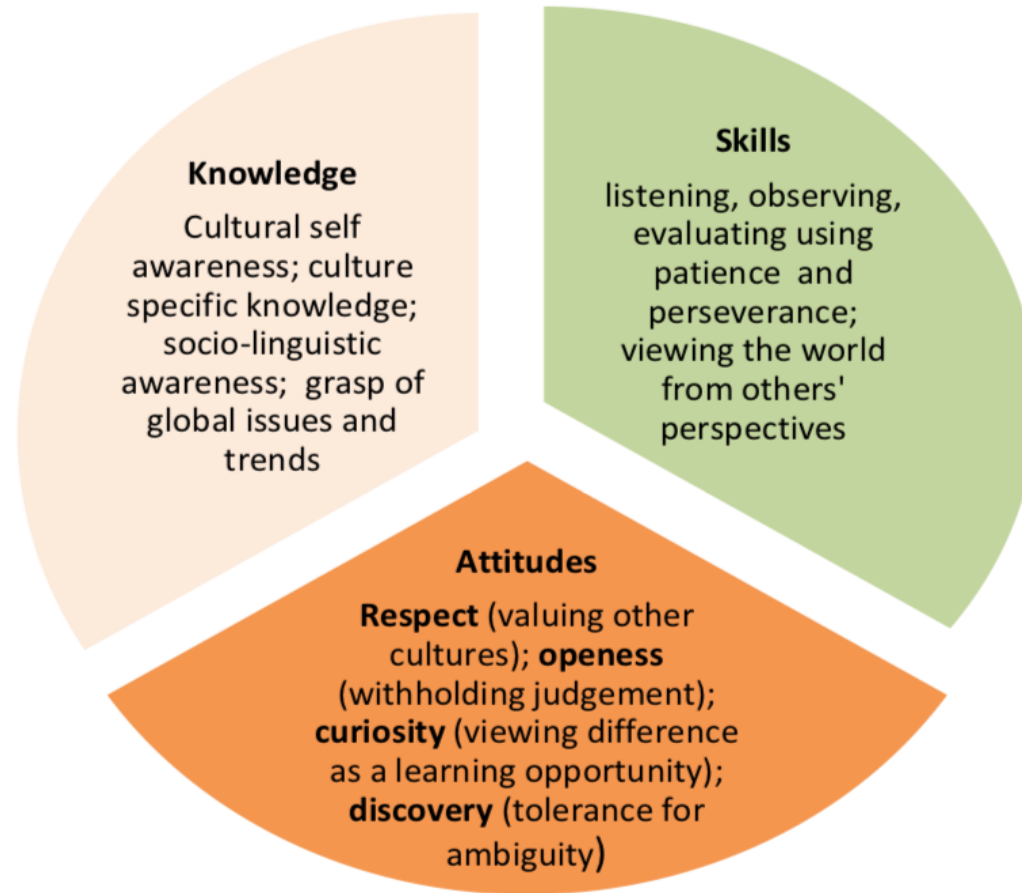 Knowledge
Cultural self
awareness; culture
specific knowledge;
socio-linguistic
awareness; grasp of
global issues and
trends
Skills
listening, observing,
evaluating using
patience and
perseverance;
viewing the world
from others'
perspectives
Attitudes
Respect (valuing other
cultures); openess
(withholding judgement);
curiosity (viewing difference
as a learning opportunity);
discovery (tolerance for
ambiguity)